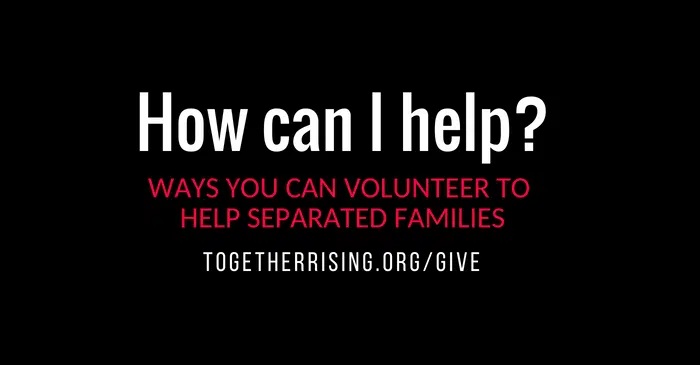 How can I help?
WAYS YOU CAN VOLUNTEER TO
HELP SEPARATED FAMILIES
TOGETHERRISING.ORG/GIVE